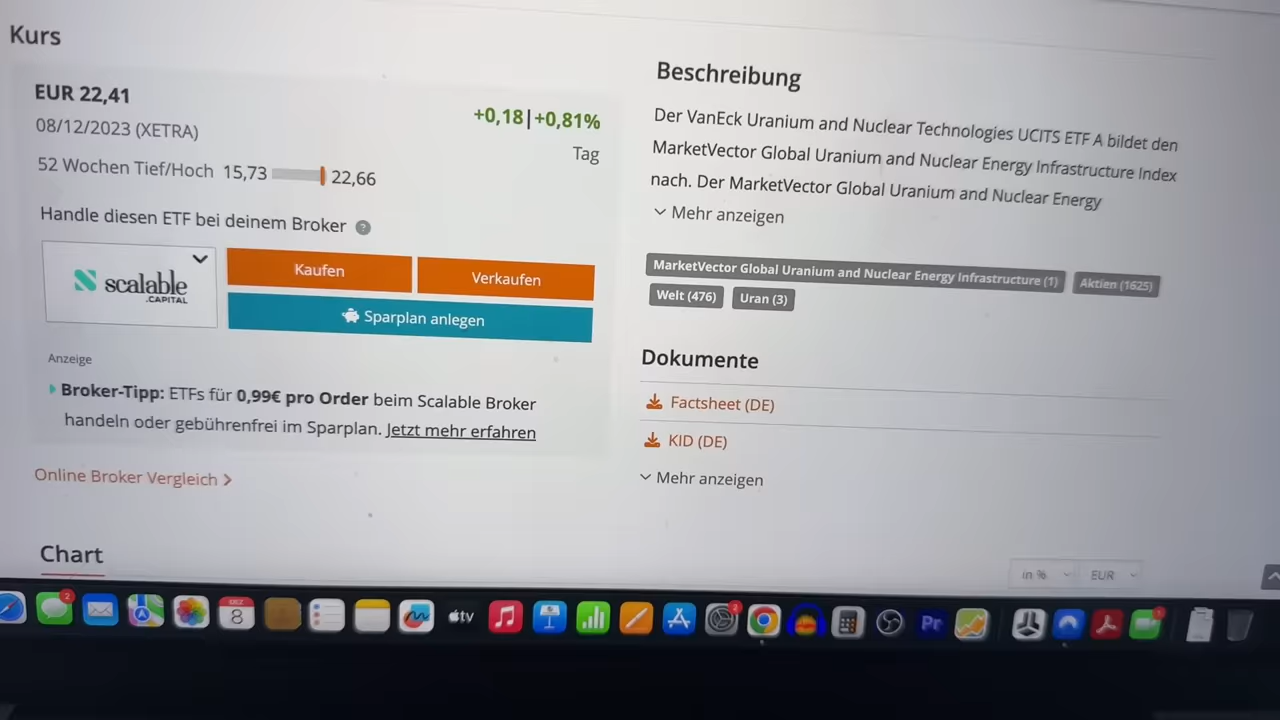 Kurs
EUR 22,41
+0,18|+0,81%
08/12/2023 (XETRA)
Tag
52 Wochen Tief/Hoch 15,73 22,66
Handle diesen ETF bei deinem Broker ?
scalable
.CAPITAL
Kaufen
Verkaufen
Sparplan anlegen
Anzeige
Broker-Tipp: ETFs für 0,99€ pro Order beim Scalable Broker
handeln oder gebührenfrei im Sparplan. Jetzt mehr erfahren
Online Broker Vergleich
Chart
Beschreibung
Der VanEck Uranium and Nuclear Technologies UCITS ETF A bildet den
MarketVector Global Uranium and Nuclear Energy Infrastructure Index
nach. Der MarketVector Global Uranium and Nuclear Energy
Mehr anzeigen
MarketVector Global Uranium and Nuclear Energy Infrastructure (1) Aktien (1625)
Welt (476) Uran (3)
Dokumente
Factsheet (DE)
KID (DE)
Mehr anzeigen
in % EUR
2
8
tv
2
Pr